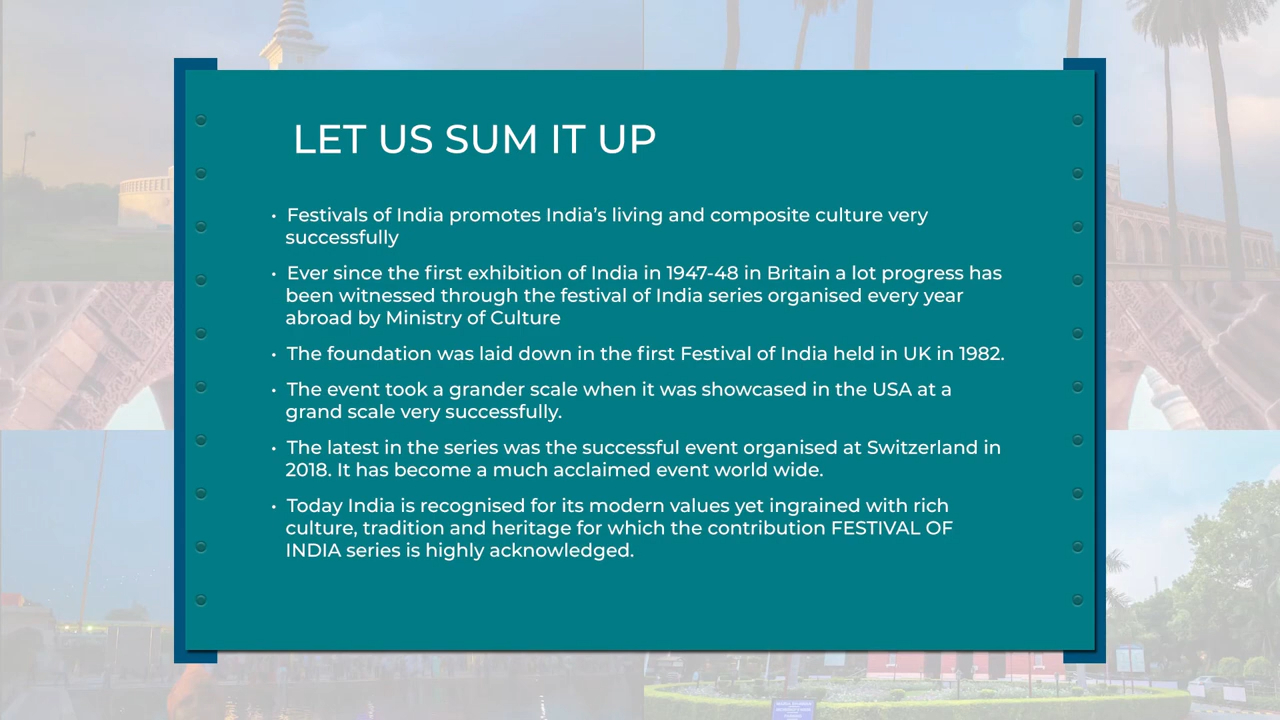 LET US SUM IT UP
• Festivals of India promotes India’s living and composite culture very
successfully
• Ever since the first exhibition of India in 1947-48 in Britain a lot progress has
been witnessed through the festival of India series organised every year
abroad by Ministry of Culture
• The foundation was laid down in the first Festival of India held in UK in 1982.
• The event took a grander scale when it was showcased in the USA at a
grand scale very successfully.
• The latest in the series was the successful event organised at Switzerland in
2018. It has become a much acclaimed event world wide.
• Today India is recognised for its modern values yet ingrained with rich
culture, tradition and heritage for which the contribution FESTIVAL OF
INDIA series is highly acknowledged.